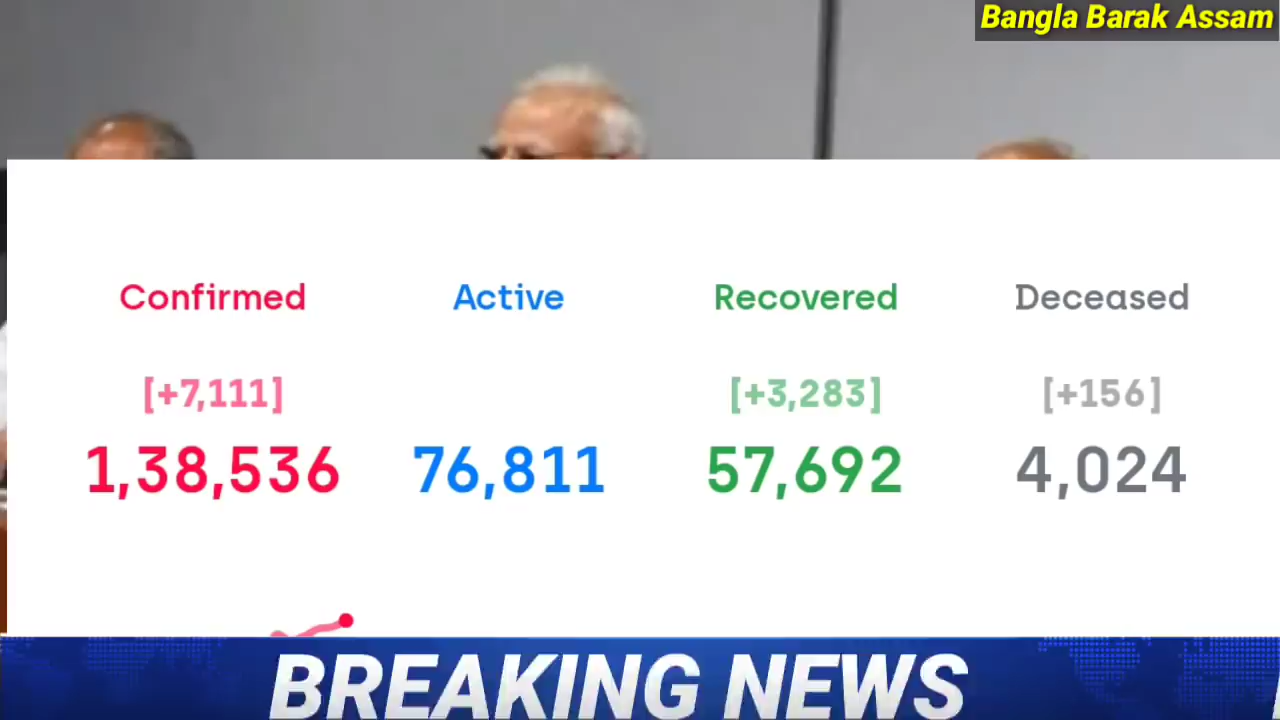 Bangla Barak Assam
Confirmed Active Recovered Deceased
[+7,111] [+3,283] [+156]
1,38,536 76,811 57,692 4,024
BREAKING NEWS